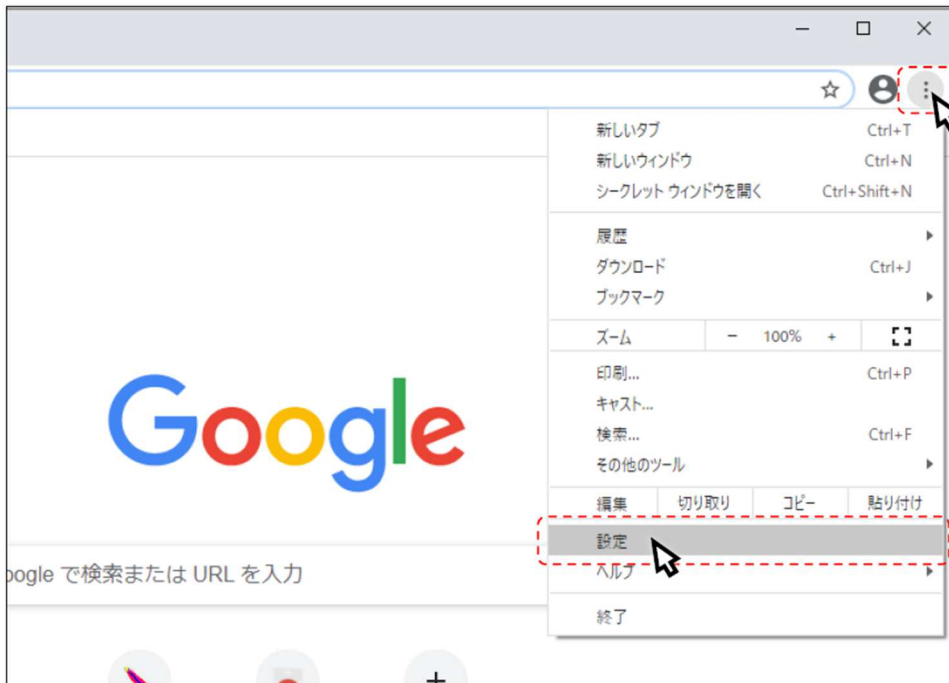 新しいタブ Ctrl+T
新しいウィンドウ Ctrl+N
シークレット ウィンドウを開く Ctrl+Shift+N
履歴
ダウンロード Ctrl+J
ブックマーク
ズーム − 100% +
印刷... Ctrl+P
キャスト...
検索... Ctrl+F
その他のツール
編集 切り取り コピー 貼り付け
設定
ヘルプ
終了
Google
oogle で検索または URL を入力